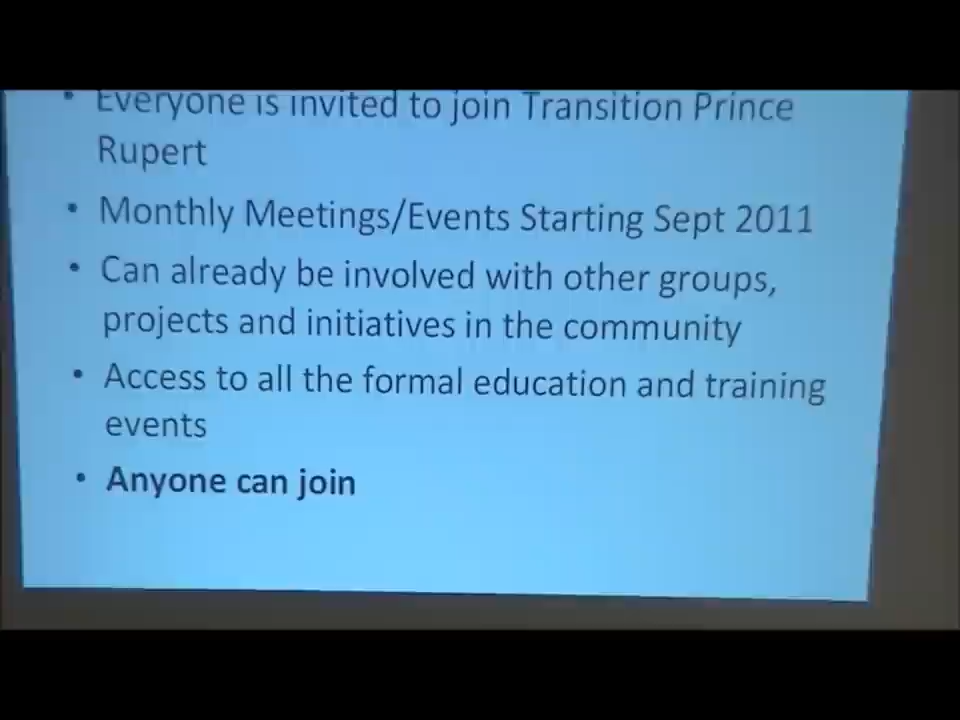 • Everyone is invited to join Transition Prince
Rupert
• Monthly Meetings/Events Starting Sept 2011
• Can already be involved with other groups,
projects and initiatives in the community
• Access to all the formal education and training
events
• Anyone can join